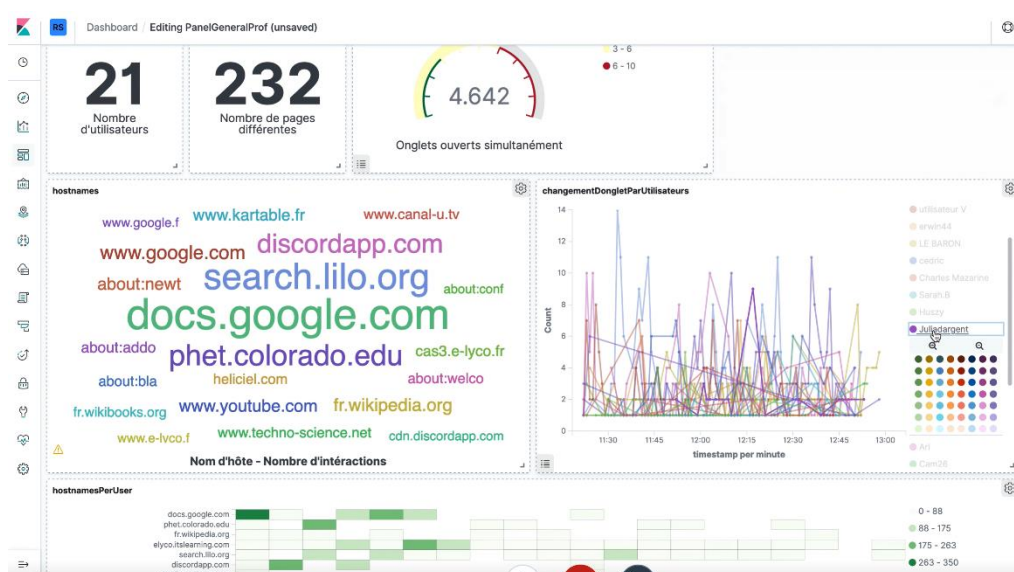 RS Dashboard Editing PanelGeneralProf (unsaved)
21
Nombre
d'utilisateurs
232
Nombre de pages
différentes
4.642
Onglets ouverts simultanément
3 - 6
6 - 10
hostnames
www.google.f www.kartable.fr www.canal-u.tv
www.google.com discordapp.com
about:newt search.lilo.org about:conf
docs.google.com
about:addo phet.colorado.edu cas3.e-lyco.fr
about:bla heliciel.com about:welco
fr.wikibooks.org www.youtube.com fr.wikipedia.org
www.e-lyco.f www.techno-science.net cdn.discordapp.com
Nom d'hôte - Nombre d'intéractions
changementDongletParUtilisateurs
14
12
10
8
6
4
2
0
Count
11:30 11:45 12:00 12:15 12:30 12:45 13:00
timestamp per minute
utilisateur V
erwin44
LE BARON
cedric
Charles Mazarine
Sarah.B
Juliadargent
Ari
Cam26
hostnamesPerUser
docs.google.com
phet.colorado.edu
fr.wikipedia.org
elyco.itslearning.com
search.lilo.org
discordapp.com
0 - 88
88 - 175
175 - 263
263 - 350